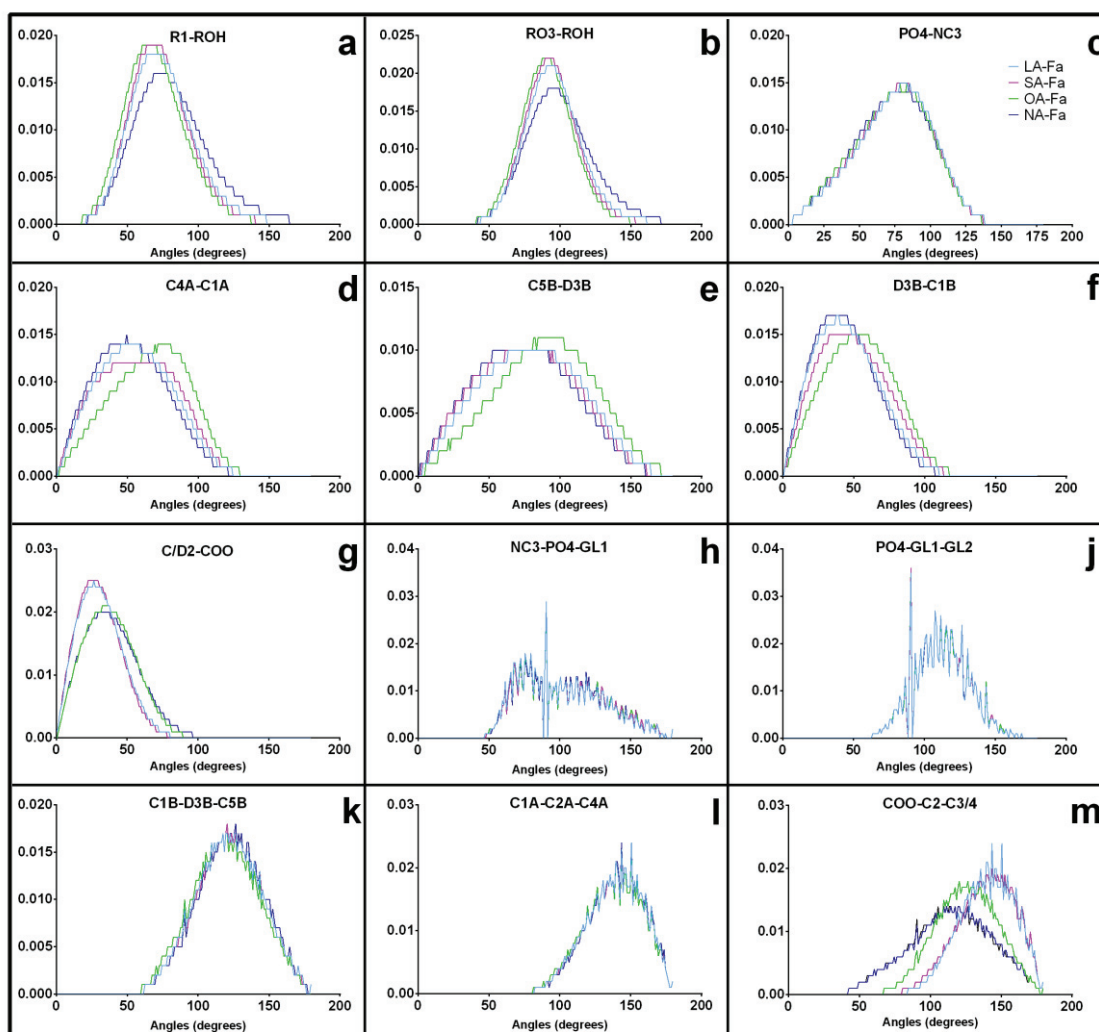 R1-ROH
a
0.020
0.015
0.010
0.005
0.000
0 50 100 150 200
Angles (degrees)
RO3-ROH
b
0.025
0.020
0.015
0.010
0.005
0.000
0 50 100 150 200
Angles (degrees)
PO4-NC3
c
LA-Fa
SA-Fa
OA-Fa
NA-Fa
0.020
0.015
0.010
0.005
0.000
0 25 50 75 100 125 150 175 200
Angles (degrees)
C4A-C1A
d
0.020
0.015
0.010
0.005
0.000
0 50 100 150 200
Angles (degrees)
C5B-D3B
e
0.020
0.015
0.010
0.005
0.000
0 50 100 150 200
Angles (degrees)
D3B-C1B
f
0.020
0.015
0.010
0.005
0.000
0 50 100 150 200
Angles (degrees)
C/D2-COO
g
0.03
0.02
0.01
0.00
0 50 100 150 200
Angles (degrees)
NC3-PO4-GL1
h
0.04
0.03
0.02
0.01
0.00
0 50 100 150 200
Angles (degrees)
PO4-GL1-GL2
j
0.04
0.03
0.02
0.01
0.00
0 50 100 150 200
Angles (degrees)
C1B-D3B-C5B
k
0.020
0.015
0.010
0.005
0.000
0 50 100 150 200
Angles (degrees)
C1A-C2A-C4A
l
0.03
0.02
0.01
0.00
0 50 100 150 200
Angles (degrees)
COO-C2-C3/4
m
0.03
0.02
0.01
0.00
0 50 100 150 200
Angles (degrees)